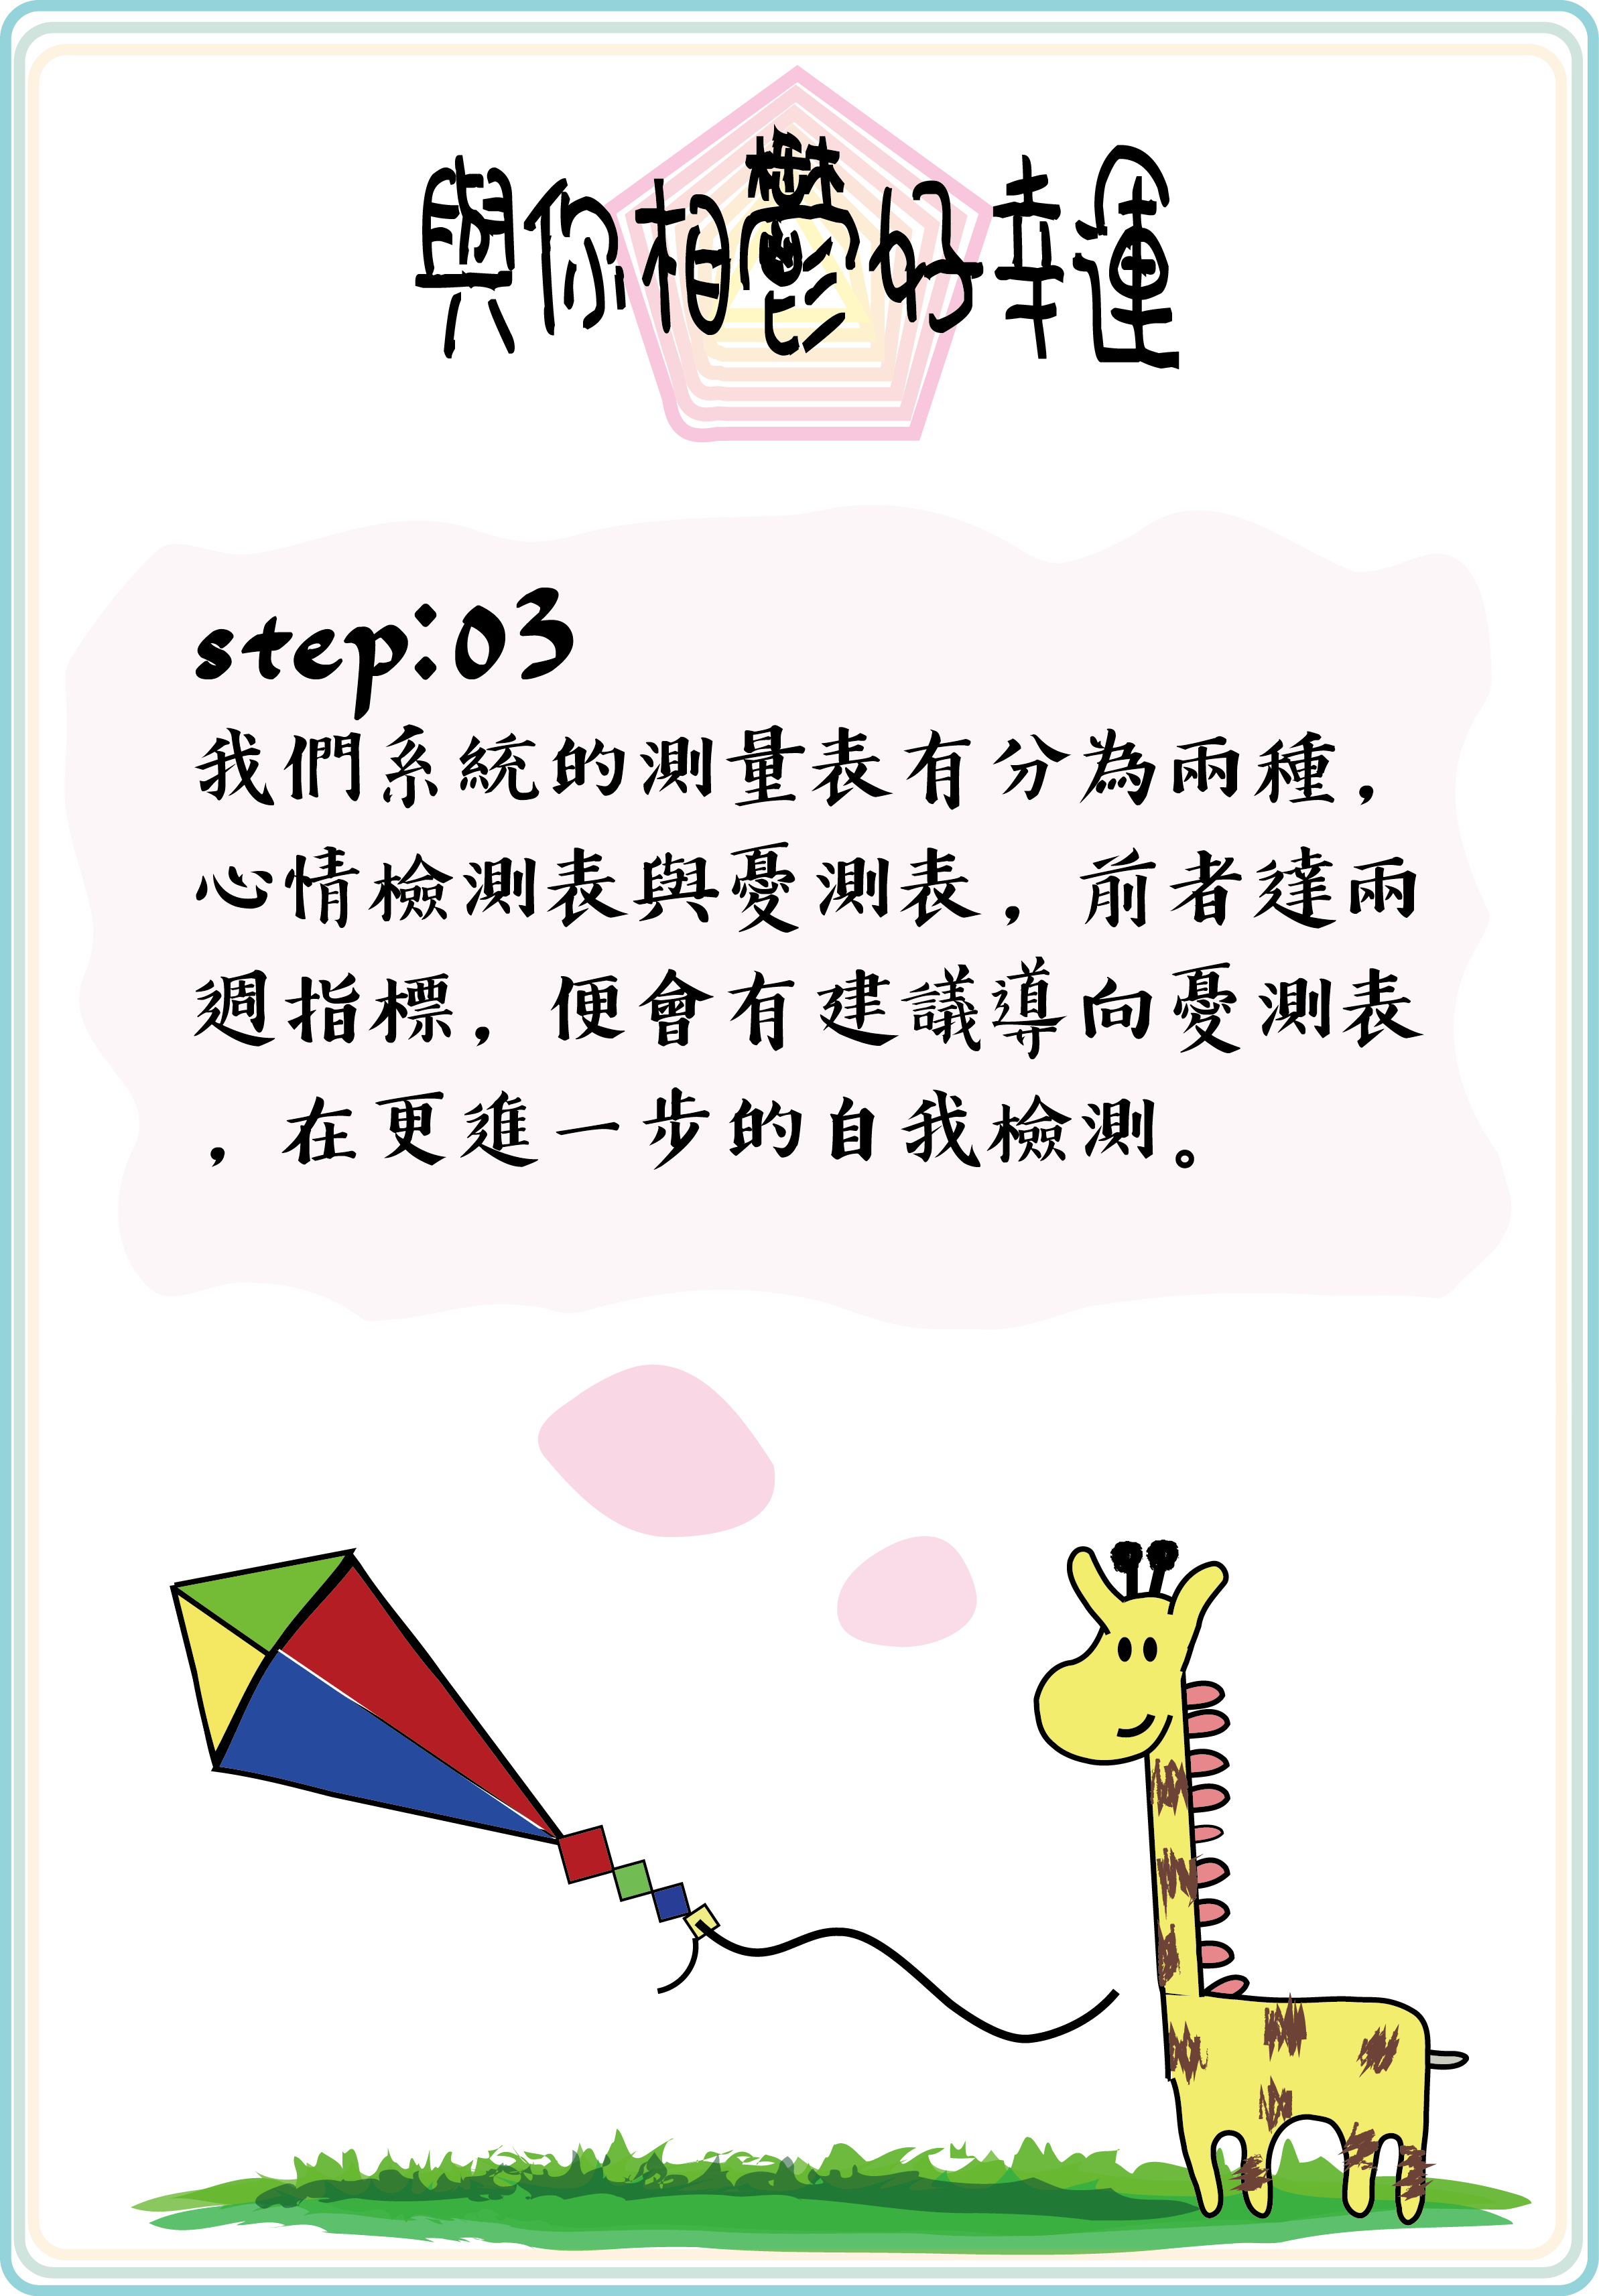 與你相鬱好幸運
step:03
我們系統的測量表有分為兩種，
心情檢測表與憂測表，前者達兩
週指標，便會有建議導向憂測表
，在更進一步的自我檢測。